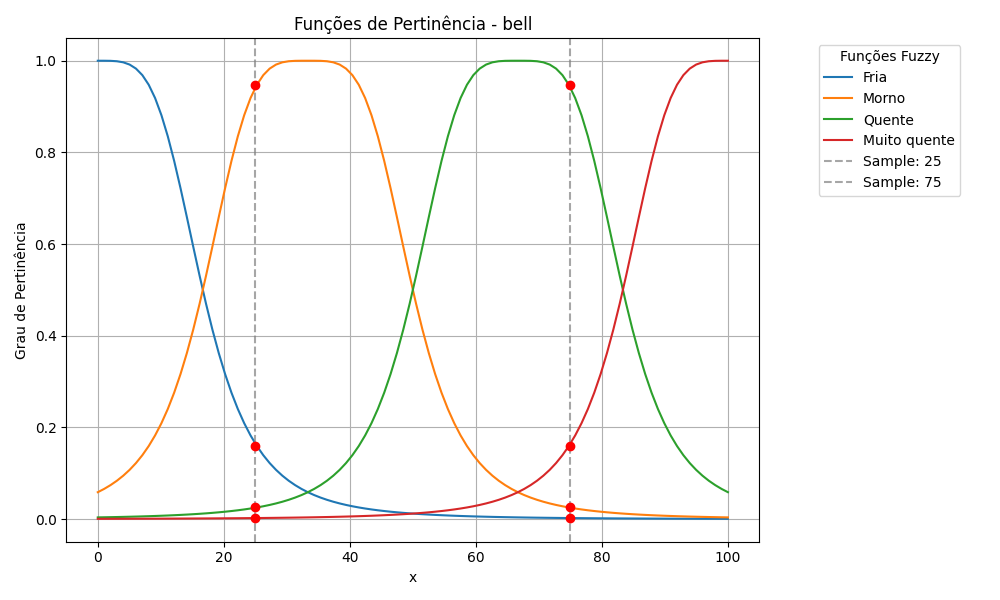 Funções de Pertinência - bell
Grau de Pertinência
1.0
0.8
0.6
0.4
0.2
0.0
0
20
40
60
80
100
x
Funções Fuzzy
Fria
Morno
Quente
Muito quente
Sample: 25
Sample: 75